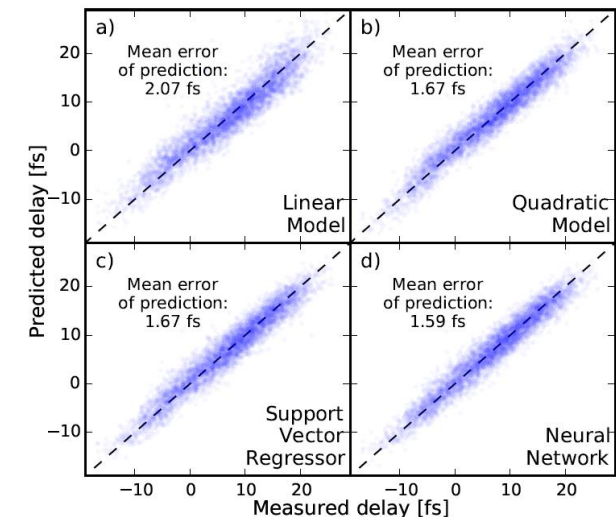 a)
Mean error
of prediction:
2.07 fs
Linear
Model
b)
Mean error
of prediction:
1.67 fs
Quadratic
Model
c)
Mean error
of prediction:
1.67 fs
Support
Vector
Regressor
d)
Mean error
of prediction:
1.59 fs
Neural
Network
Predicted delay [fs]
20
10
0
−10
20
10
0
−10
−10 0 10 20 −10 0 10 20
Measured delay [fs]